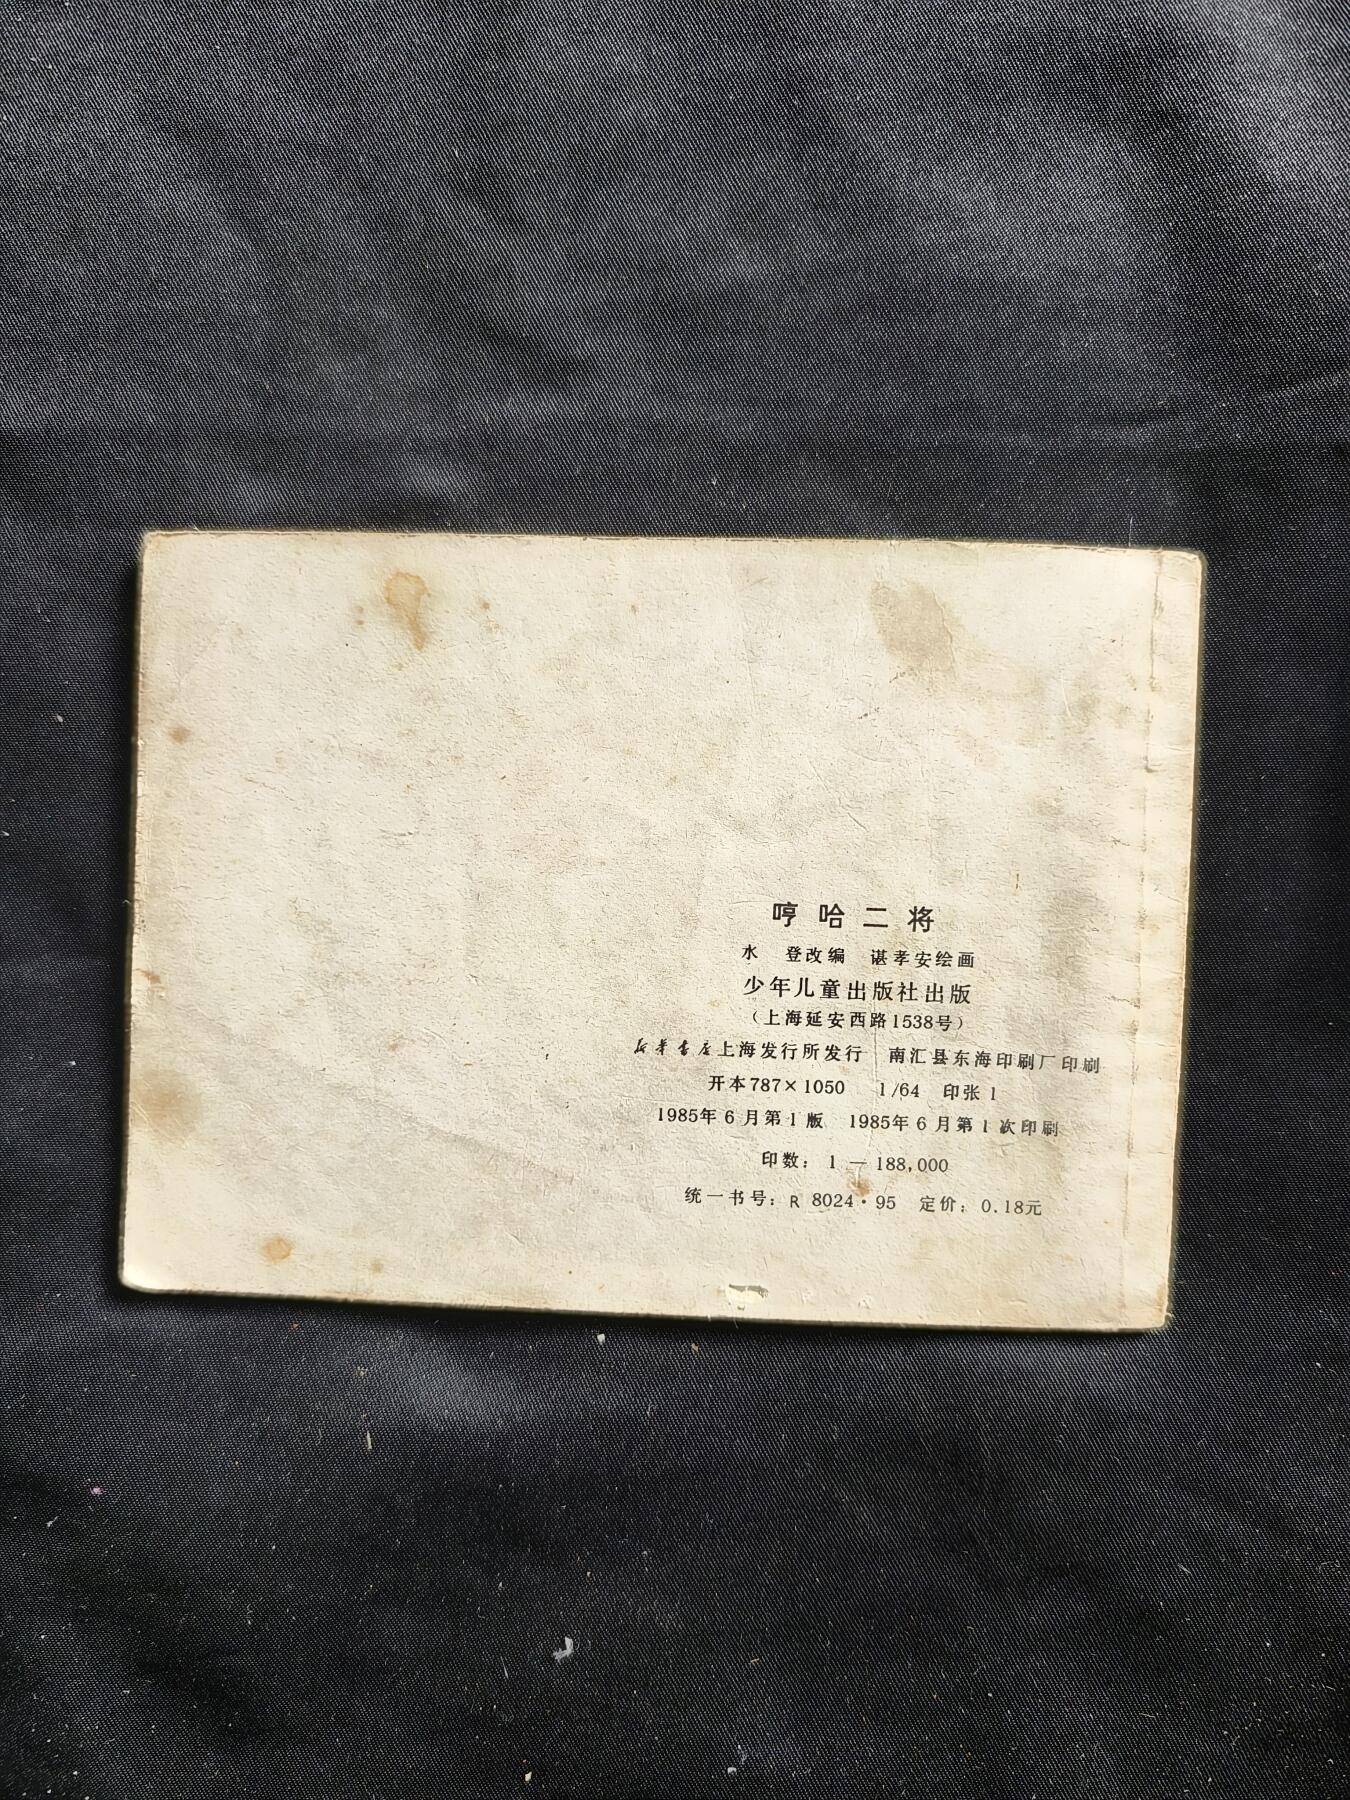 哼哈二将
水　登改编　谌孝安绘画
少年儿童出版社出版
（上海延安西路1538号）
新华书店上海发行所发行　南汇县东海印刷厂印刷
开本787×1050　1/64　印张1
1985年6月第1版　1985年6月第1次印刷
印数：1—188,000
统一书号：R 8024·95　定价：0.18元